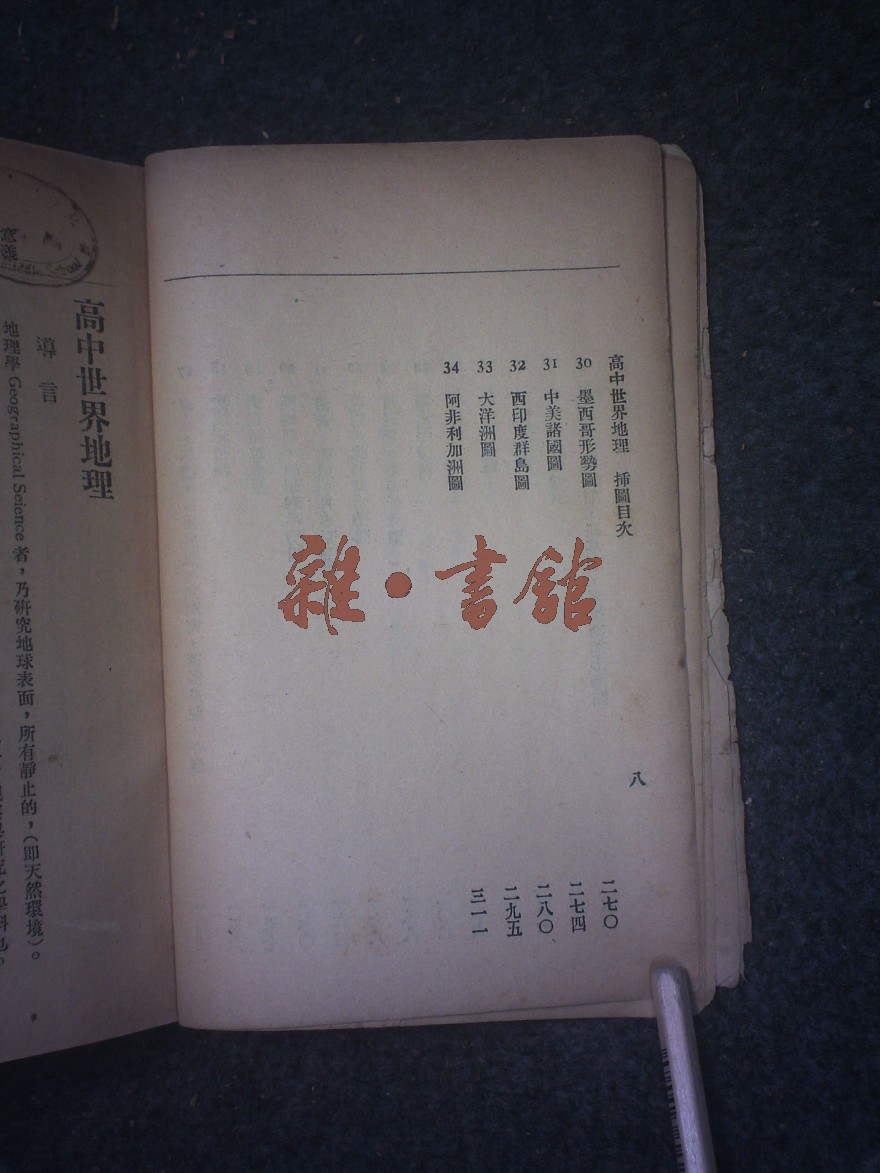 高中世界地理　揷圖目次
八
30　墨西哥形勢圖　二七〇
31　中美諸國圖　二七四
32　西印度群島圖　二八〇
33　大洋洲圖　二九五
34　阿非利加洲圖　三一一
雜·書館
高中世界地理
導言
地理學 Geographical Science 者，乃研究地球表面，所有靜止的，（即天然環境）。